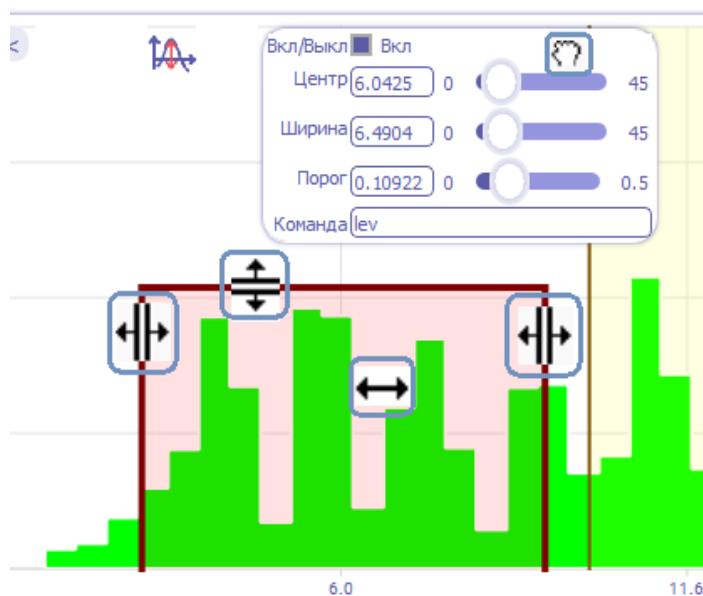 <
Вкл/Выкл Вкл
Центр 6.0425 0 45
Ширина 6.4904 0 45
Порог 0.10922 0 0.5
Команда lev
6.0 11.6